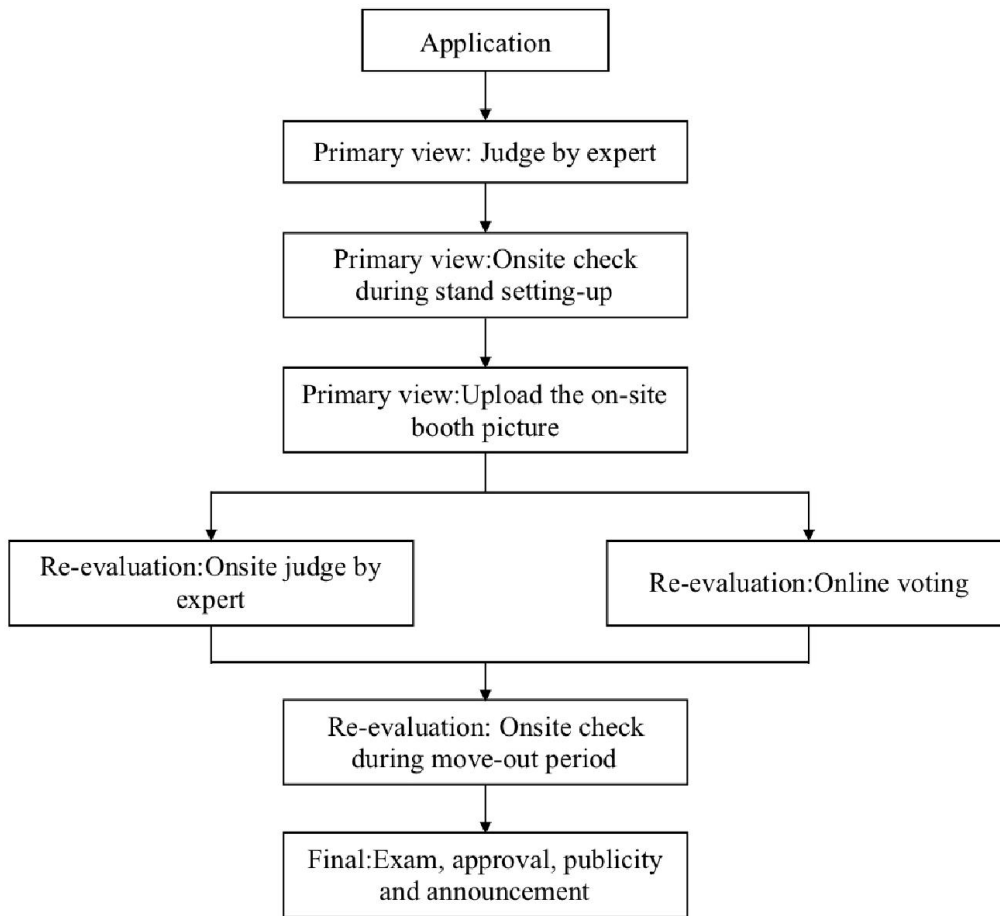 Application
Primary view: Judge by expert
Primary view:Onsite check
during stand setting-up
Primary view:Upload the on-site
booth picture
Re-evaluation:Onsite judge by
expert
Re-evaluation:Online voting
Re-evaluation: Onsite check
during move-out period
Final:Exam, approval, publicity
and announcement